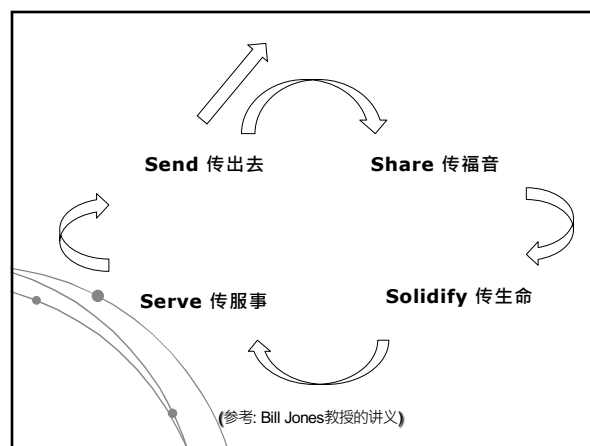 Send 传出去
Share 传福音
Serve 传服事
Solidify 传生命
(参考: Bill Jones教授的讲义)